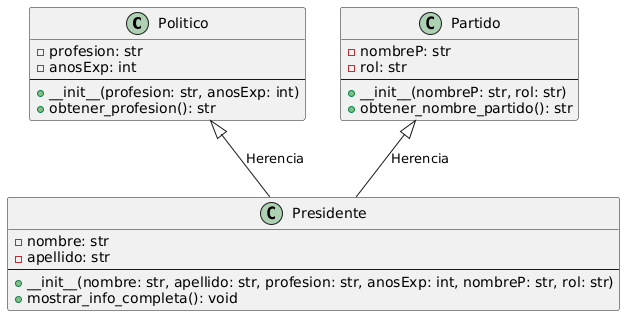 C Politico
profesion: str
anosExp: int
__init__(profesion: str, anosExp: int)
obtener_profesion(): str
C Partido
nombreP: str
rol: str
__init__(nombreP: str, rol: str)
obtener_nombre_partido(): str
Herencia
Herencia
C Presidente
nombre: str
apellido: str
__init__(nombre: str, apellido: str, profesion: str, anosExp: int, nombreP: str, rol: str)
mostrar_info_completa(): void